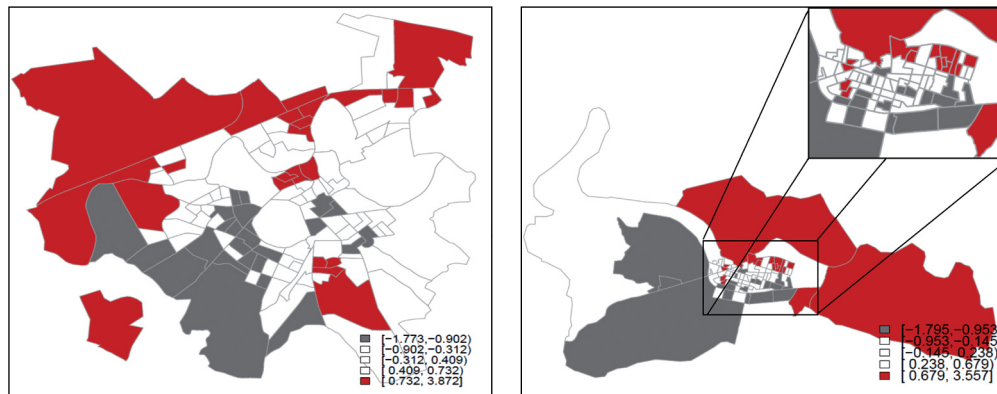 [−1.773,−0.902)
[−0.902,−0.312)
[−0.312, 0.409)
[ 0.409, 0.732)
[ 0.732, 3.872]
[−1.795,−0.953
[−0.953,−0.145
[−0.145, 0.238)
[ 0.238, 0.679)
[ 0.679, 3.557]